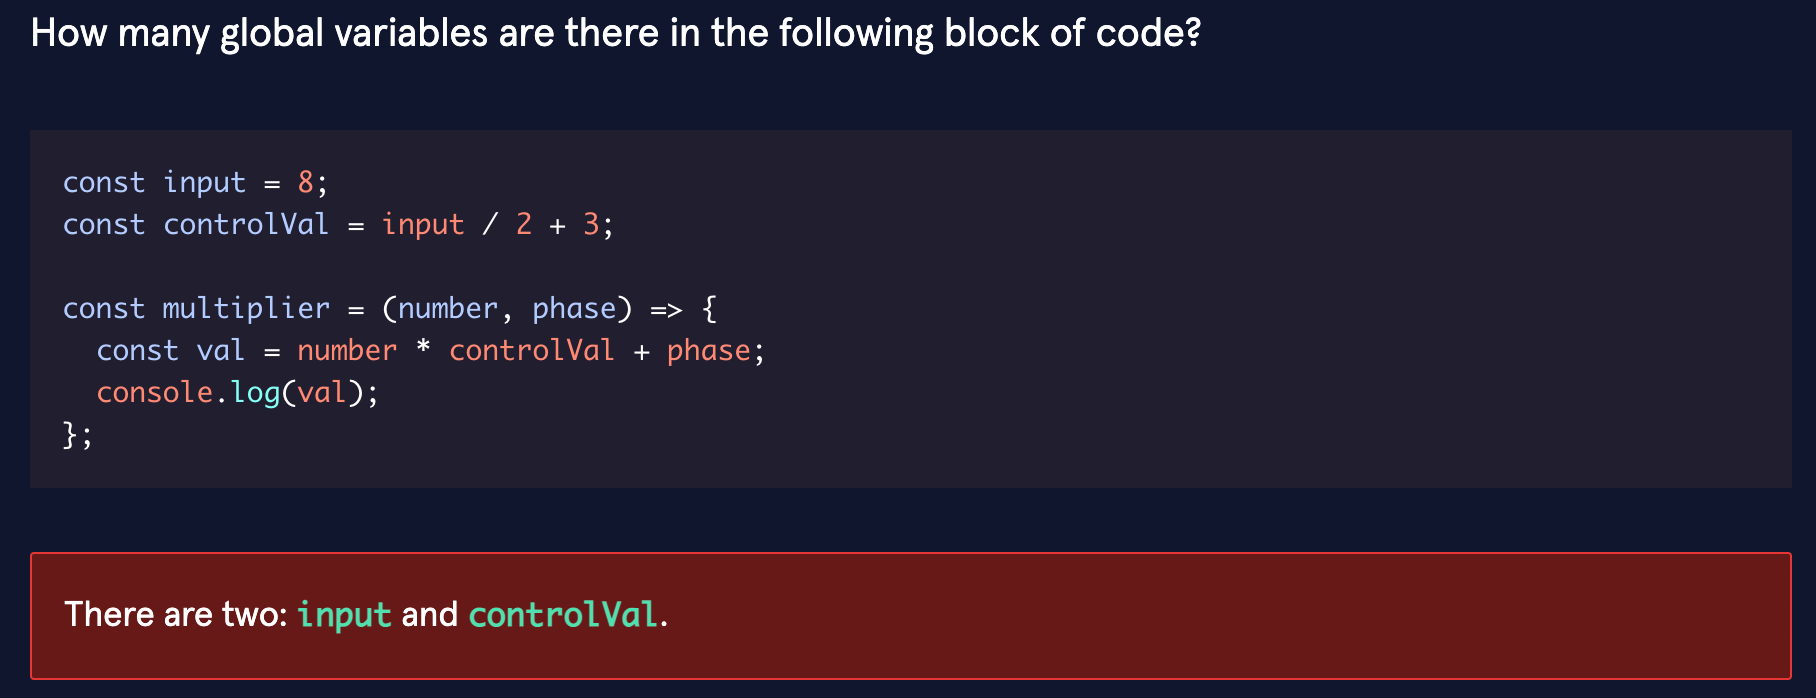 How many global variables are there in the following block of code?
const input = 8;
const controlVal = input / 2 + 3;
const multiplier = (number, phase) => {
  const val = number * controlVal + phase;
  console.log(val);
};
There are two: input and controlVal.